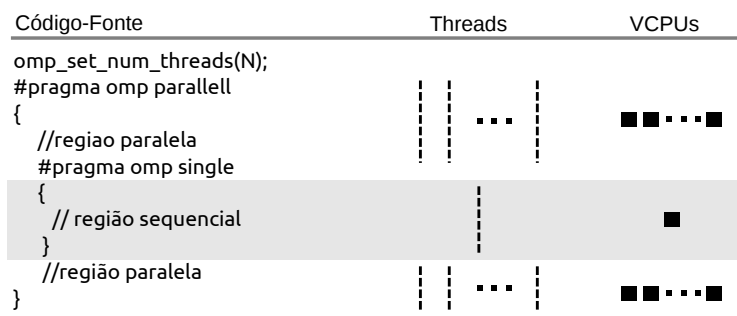 Código-Fonte Threads VCPUs
omp_set_num_threads(N);
#pragma omp parallell
{
//regiao paralela
#pragma omp single
{
// região sequencial
}
//região paralela
}